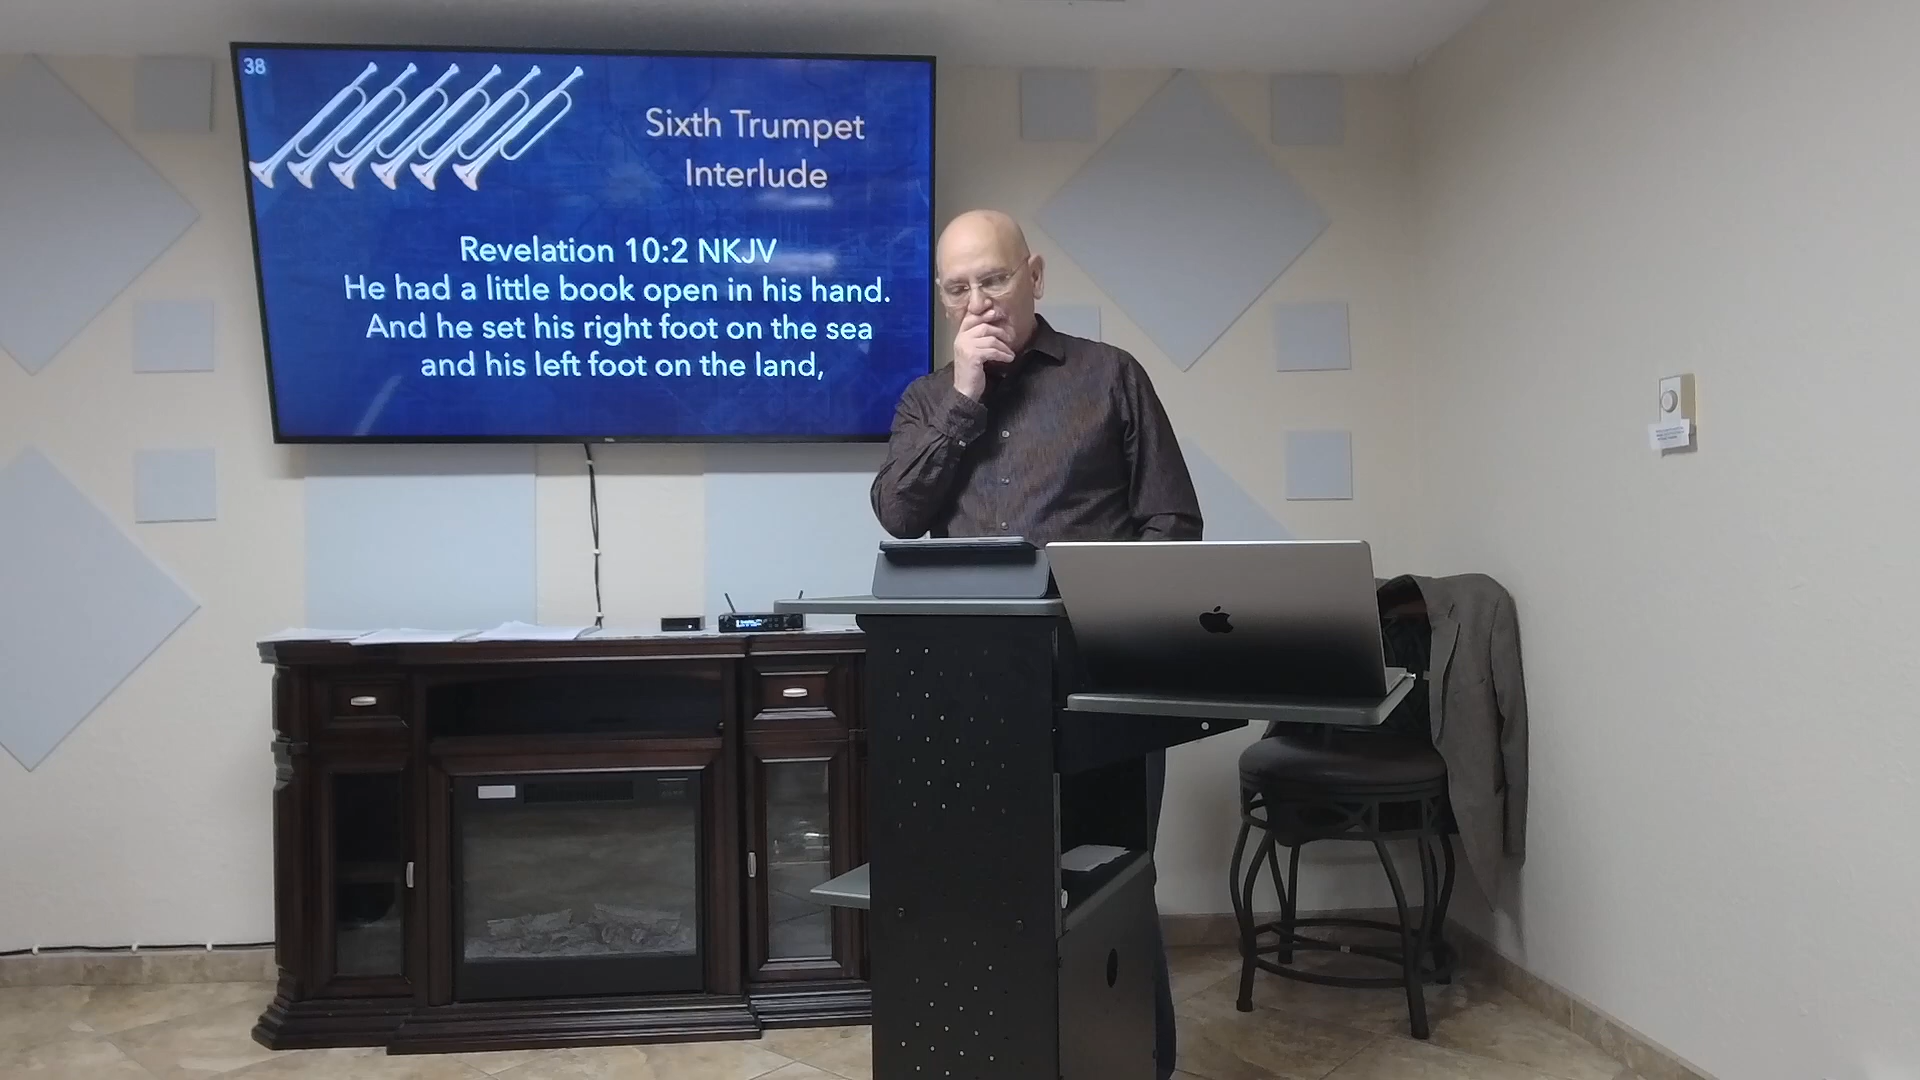 38
Sixth Trumpet
Interlude
Revelation 10:2 NKJV
He had a little book open in his hand.
And he set his right foot on the sea
and his left foot on the land,